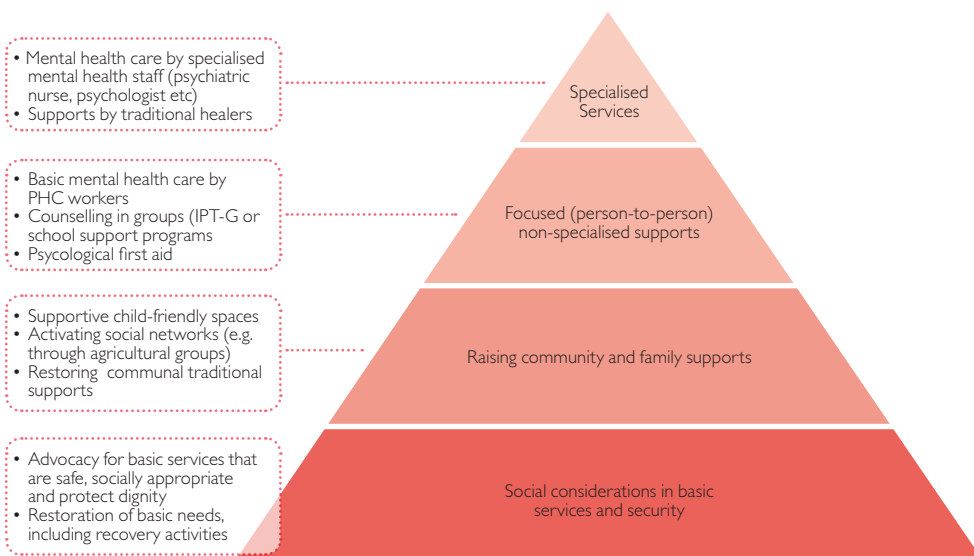 • Mental health care by specialised
mental health staff (psychiatric
nurse, psychologist etc)
• Supports by traditional healers
Specialised
Services
• Basic mental health care by
PHC workers
• Counselling in groups (IPT-G or
school support programs
• Psycological first aid
Focused (person-to-person)
non-specialised supports
• Supportive child-friendly spaces
• Activating social networks (e.g.
through agricultural groups)
• Restoring communal traditional
supports
Raising community and family supports
• Advocacy for basic services that
are safe, socially appropriate
and protect dignity
• Restoration of basic needs,
including recovery activities
Social considerations in basic
services and security